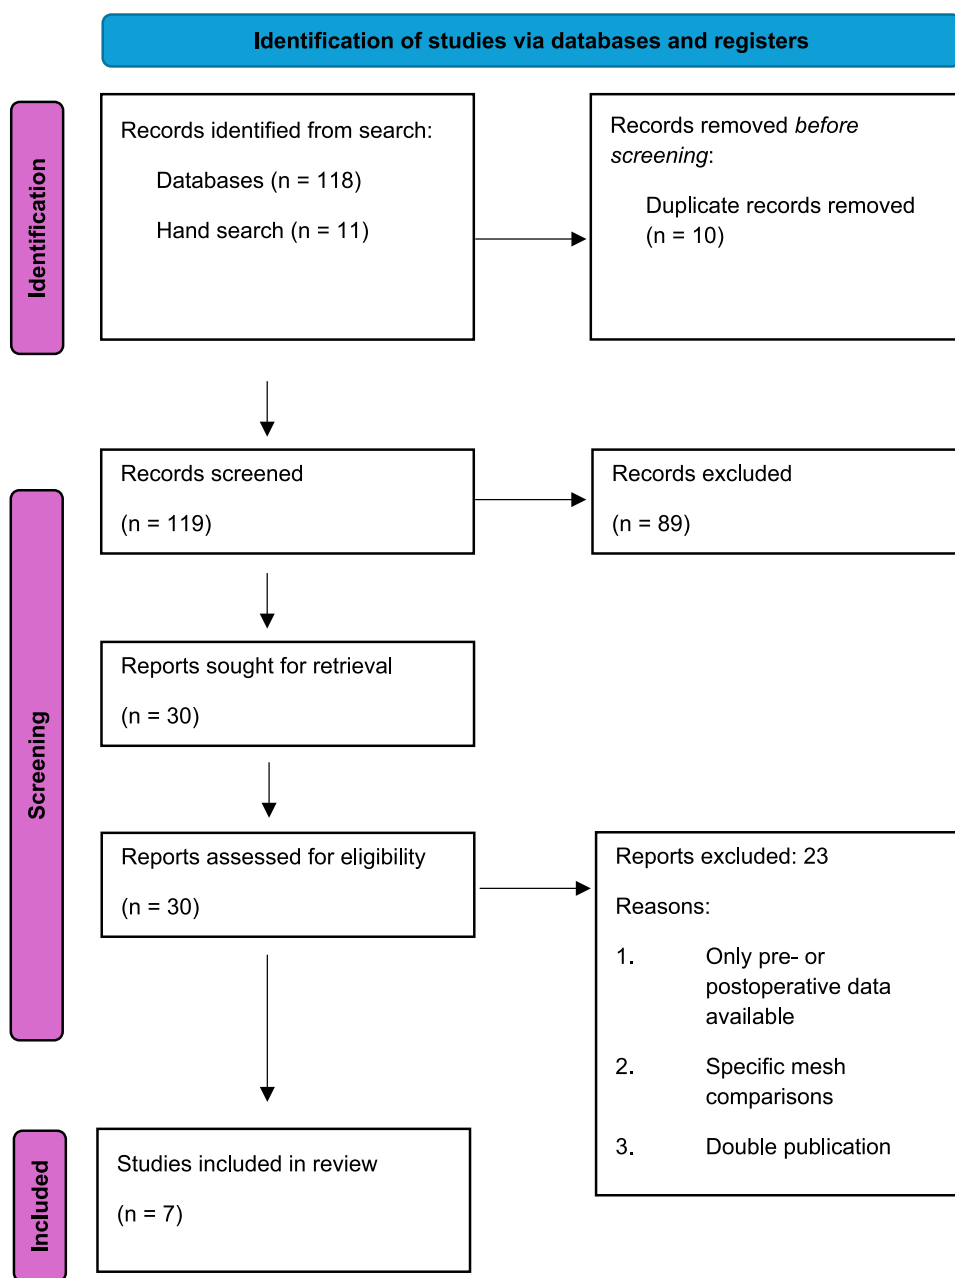 Identification of studies via databases and registers
Identification
Records identified from search:
Databases (n = 118)
Hand search (n = 11)
Records removed before
screening:
Duplicate records removed
(n = 10)
Screening
Records screened
(n = 119)
Records excluded
(n = 89)
Reports sought for retrieval
(n = 30)
Reports assessed for eligibility
(n = 30)
Reports excluded: 23
Reasons:
1. Only pre- or
postoperative data
available
2. Specific mesh
comparisons
3. Double publication
Included
Studies included in review
(n = 7)